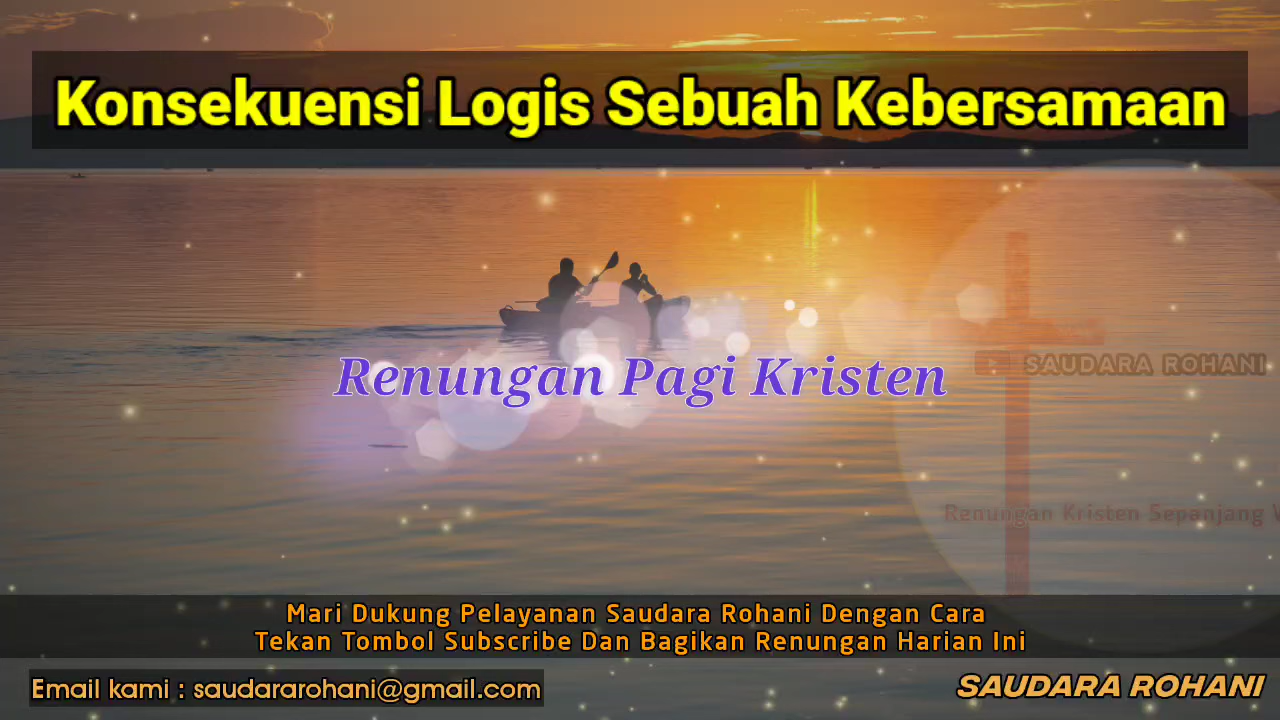 Konsekuensi Logis Sebuah Kebersamaan
Renungan Pagi Kristen
SAUDARA ROHANI
Renungan Kristen Sepanjang
Mari Dukung Pelayanan Saudara Rohani Dengan Cara
Tekan Tombol Subscribe Dan Bagikan Renungan Harian Ini
Email kami : saudararohani@gmail.com
SAUDARA ROHANI